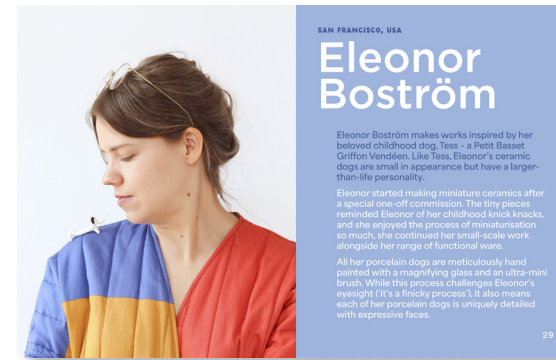 SAN FRANCISCO, USA
Eleonor
Boström
Eleonor Boström makes works inspired by her
beloved childhood dog, Tess – a Petit Basset
Griffon Vendéen. Like Tess, Eleonor's ceramic
dogs are small in appearance but have a larger-
than-life personality.
Eleonor started making miniature ceramics after
a special one-off commission. The tiny pieces
reminded Eleonor of her childhood knick knacks,
and she enjoyed the process of miniaturisation
so much, she continued her small-scale work
alongside her range of functional ware.
All her porcelain dogs are meticulously hand
painted with a magnifying glass and an ultra-mini
brush. While this process challenges Eleonor's
eyesight ('it's a finicky process'), it also means
each of her porcelain dogs is uniquely detailed
with expressive faces.
29